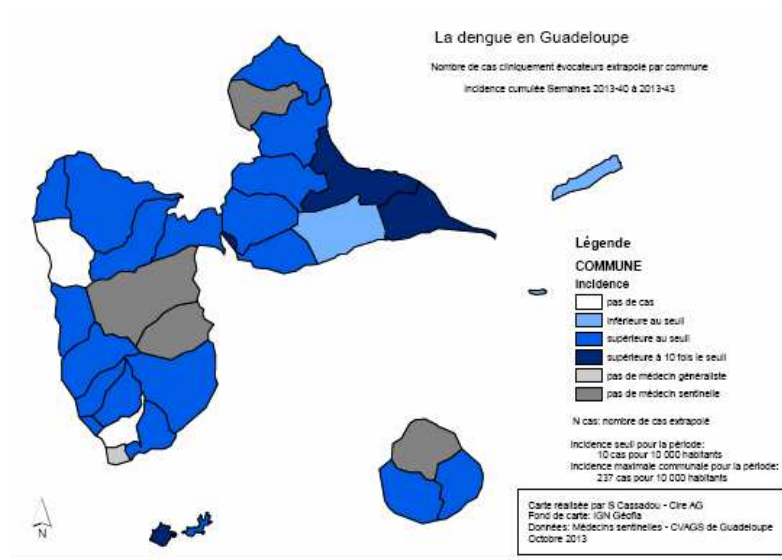 La dengue en Guadeloupe
Nombre de cas cliniquement évocateurs extrapolé par commune
Incidence cumulée Semaines 2013-40 à 2013-43
Légende
COMMUNE
Incidence
pas de cas
inférieure au seuil
supérieure au seuil
supérieure à 10 fois le seuil
pas de médecin généraliste
pas de médecin sentinelle
N cas: nombre de cas extrapolé
Incidence seuil pour la période:
10 cas pour 10 000 habitants
Incidence maximale communale pour la période:
237 cas pour 10 000 habitants
Carte réalisée par S Cassadou - Cire AG
Fond de carte: IGN Géofla
Données: Médecins sentinelles - CVAGS de Guadeloupe
Octobre 2013
N